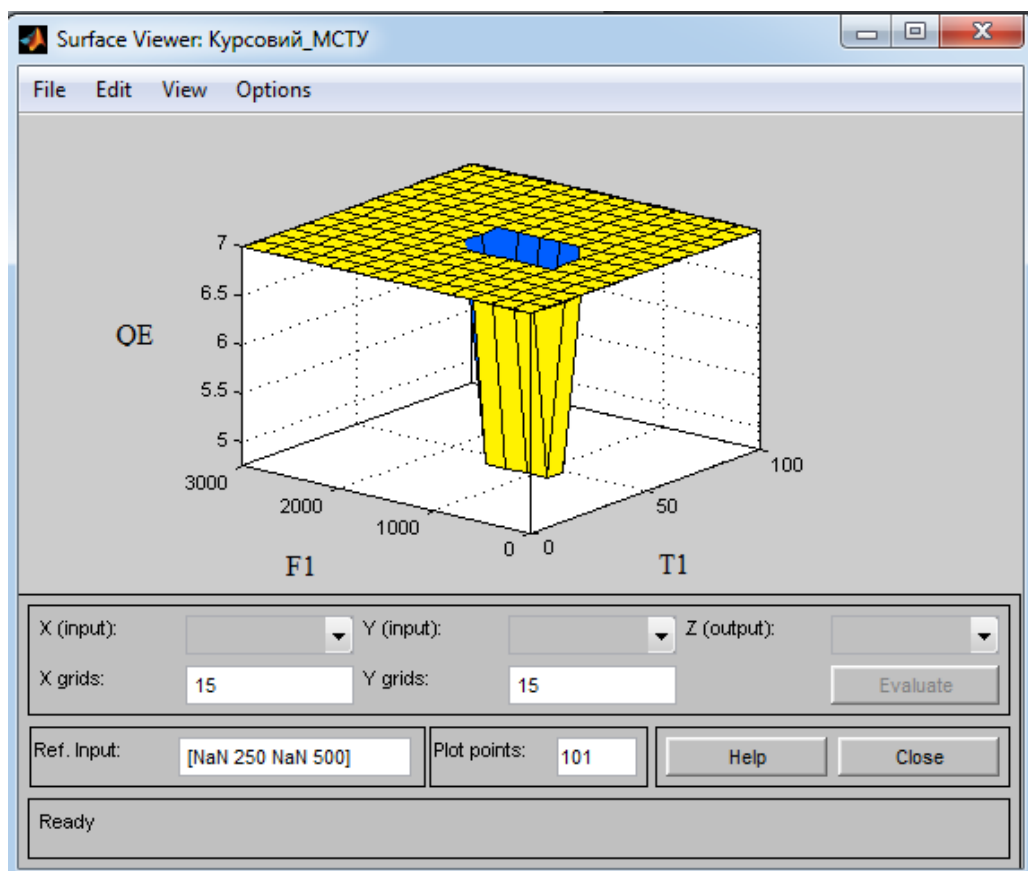 Surface Viewer: Курсовий_МСТУ
File Edit View Options
7
6.5
6
5.5
5
QE
3000
2000
1000
0
F1
0
50
100
T1
X (input): Y (input): Z (output):
X grids: 15 Y grids: 15 Evaluate
Ref. Input: [NaN 250 NaN 500] Plot points: 101 Help Close
Ready